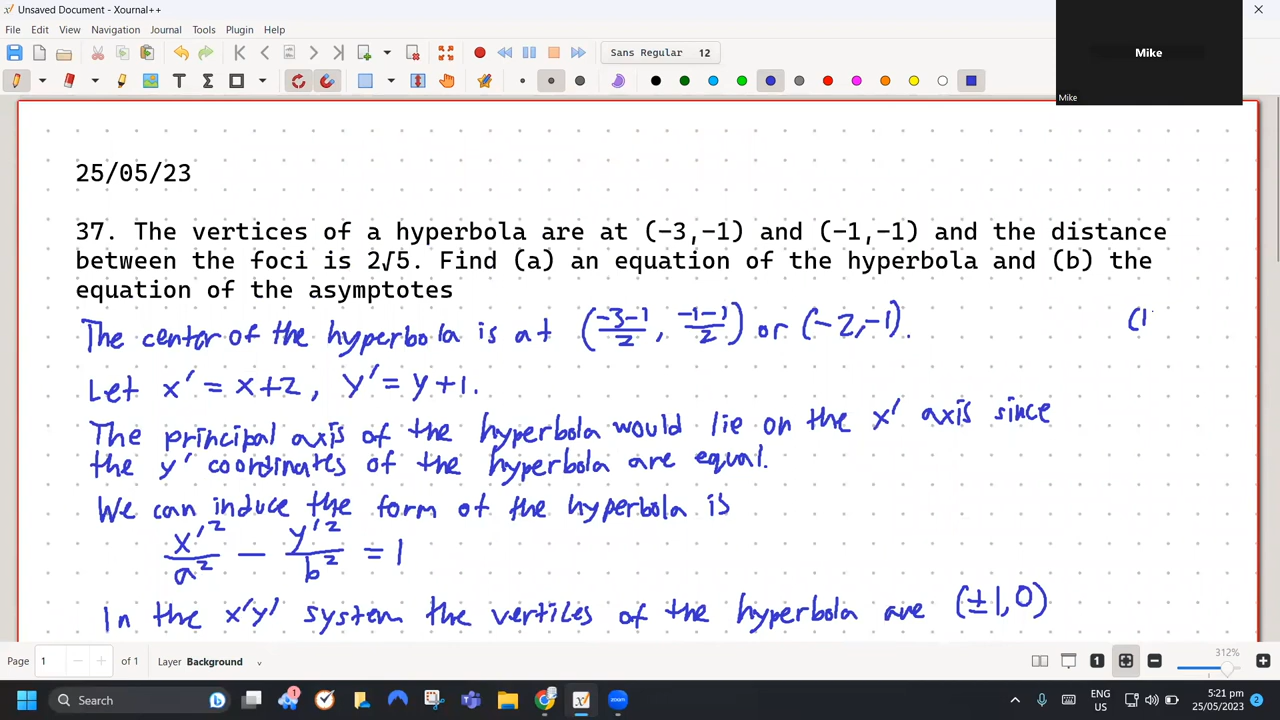 Unsaved Document - Xournal++
File Edit View Navigation Journal Tools Plugin Help
Sans Regular 12
Mike
Mike
25/05/23
37. The vertices of a hyperbola are at (-3,-1) and (-1,-1) and the distance
between the foci is 2√5. Find (a) an equation of the hyperbola and (b) the
equation of the asymptotes
The center of the hyperbola is at ((-3-1)/2, (-1-1)/2) or (-2,-1).
(1
Let x' = x+2, y' = y+1.
The principal axis of the hyperbola would lie on the x' axis since
the y' coordinates of the hyperbola are equal.
We can induce the form of the hyperbola is
x'²/a² - y'²/b² = 1
In the x'y' system the vertices of the hyperbola are (±1,0)
Page 1 of 1 Layer Background 312%
Search
1
ENG
US
5:21 pm
25/05/2023
2